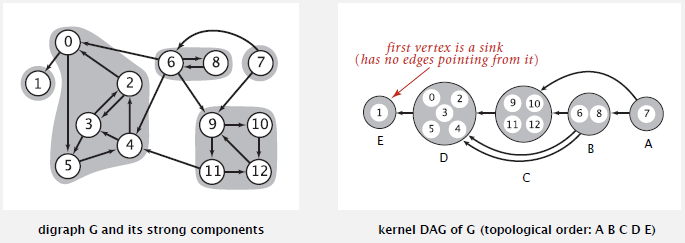 0
6
8
7
1
2
3
9
10
4
5
11
12
digraph G and its strong components
first vertex is a sink
(has no edges pointing from it)
1
0
2
3
5
4
9
10
11
12
6
8
7
E
D
C
B
A
kernel DAG of G (topological order: A B C D E)